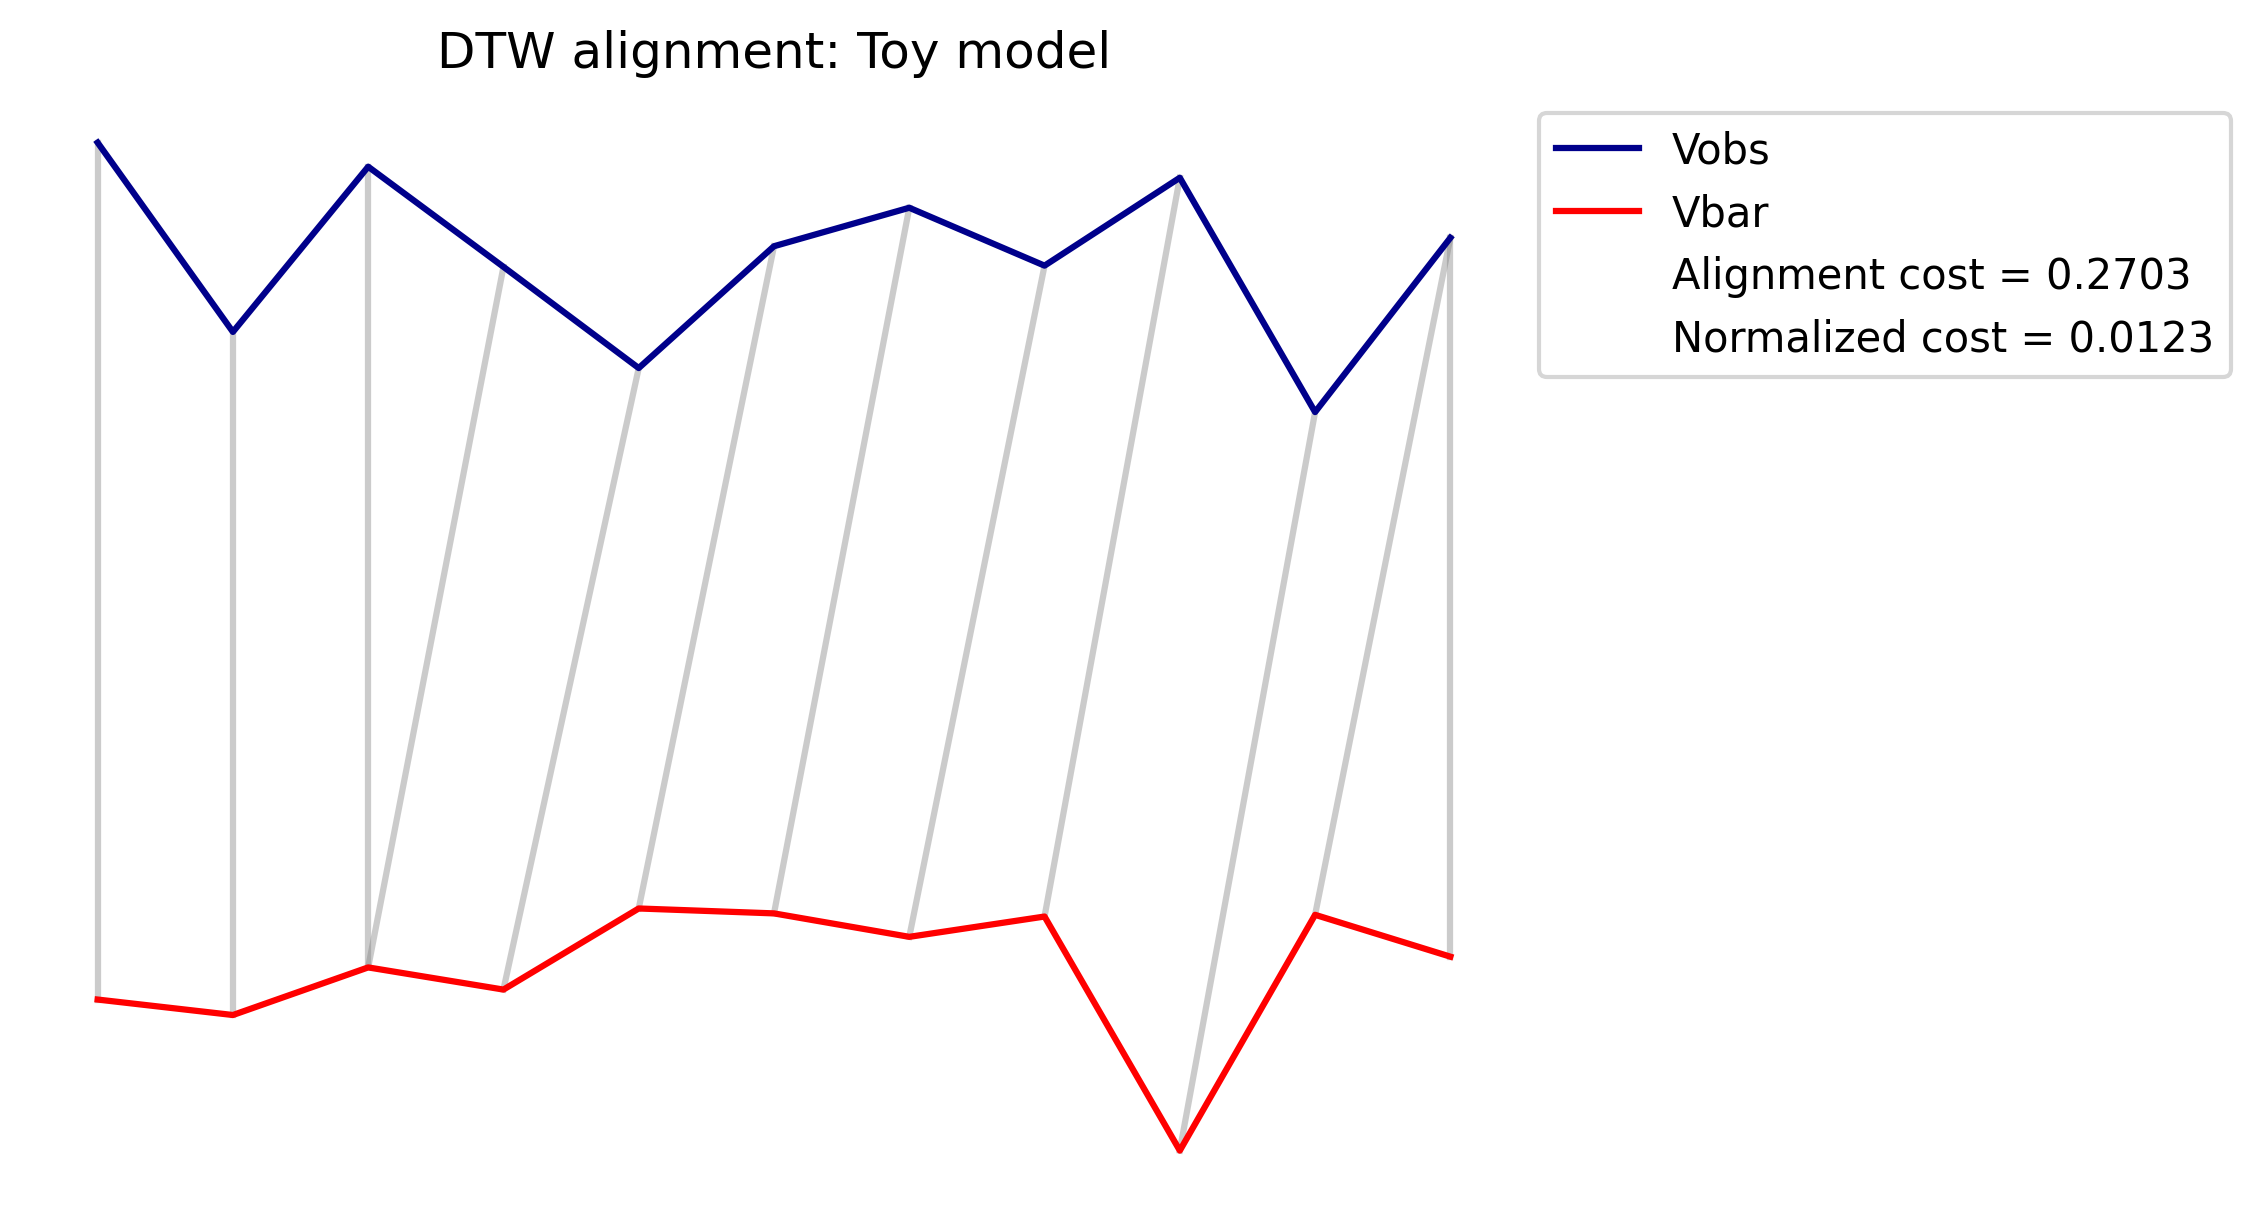 DTW alignment: Toy model
Vobs
Vbar
Alignment cost = 0.2703
Normalized cost = 0.0123